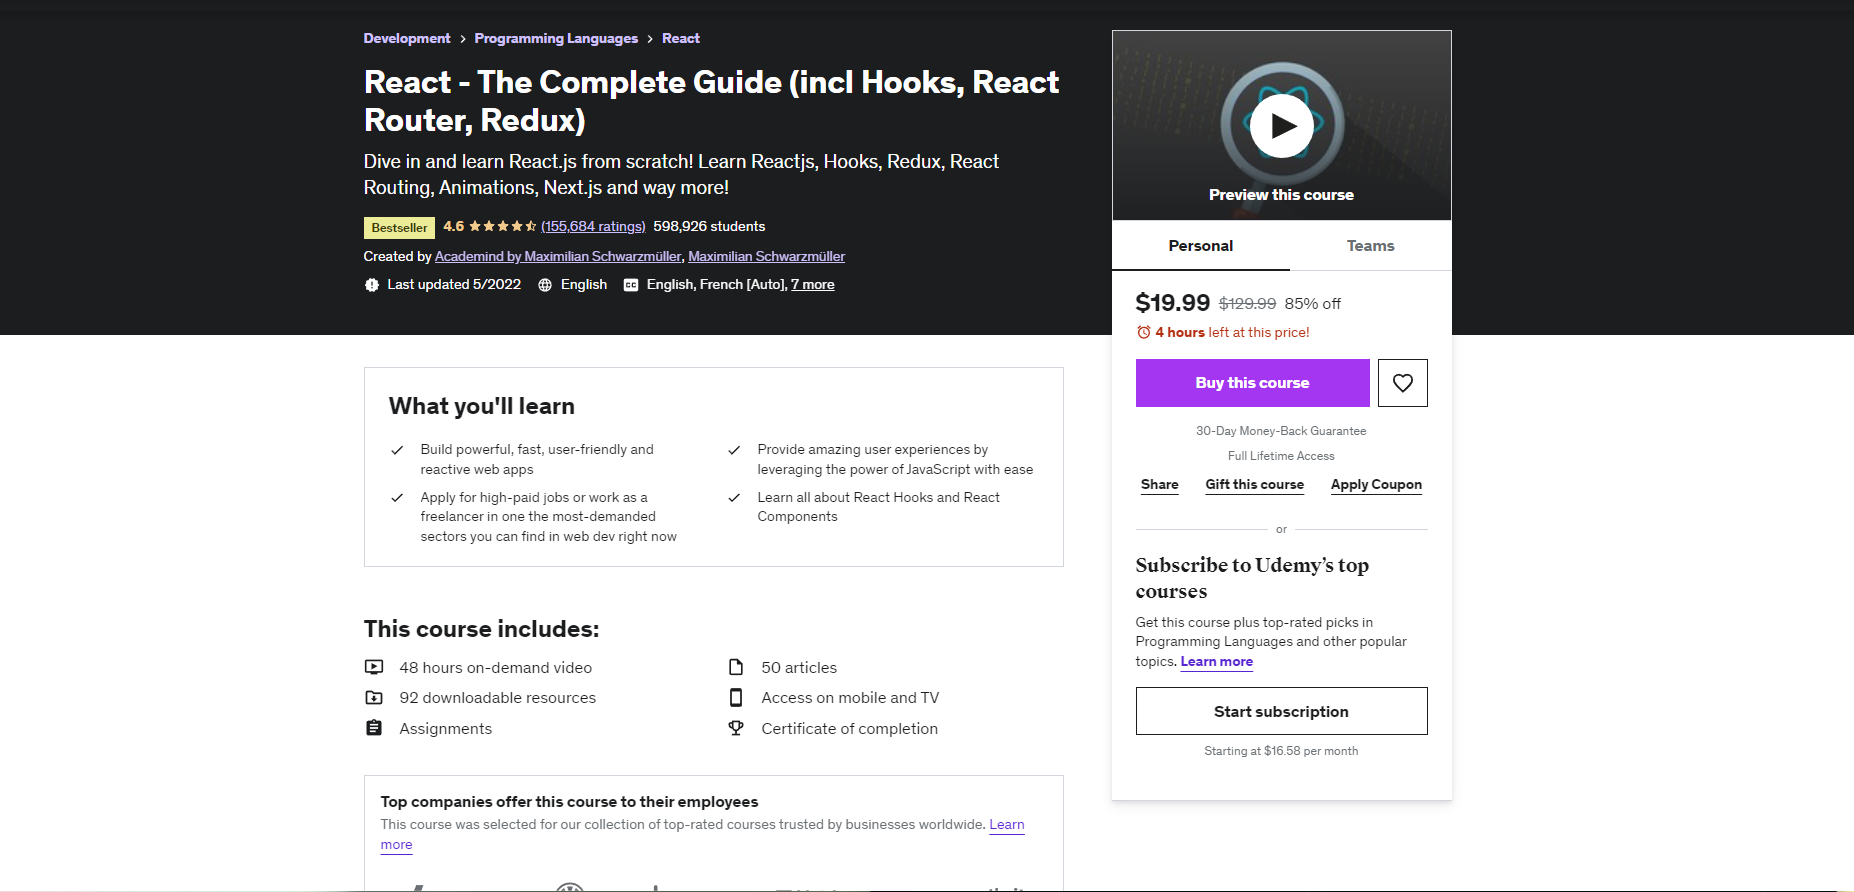 Development > Programming Languages > React
React - The Complete Guide (incl Hooks, React
Router, Redux)
Dive in and learn React.js from scratch! Learn Reactjs, Hooks, Redux, React
Routing, Animations, Next.js and way more!
Bestseller 4.6 (155,684 ratings) 598,926 students
Created by Academind by Maximilian Schwarzmüller, Maximilian Schwarzmüller
Last updated 5/2022 English CC English, French [Auto], 7 more
What you'll learn
Build powerful, fast, user-friendly and
reactive web apps
Apply for high-paid jobs or work as a
freelancer in one the most-demanded
sectors you can find in web dev right now
Provide amazing user experiences by
leveraging the power of JavaScript with ease
Learn all about React Hooks and React
Components
This course includes:
48 hours on-demand video
92 downloadable resources
Assignments
50 articles
Access on mobile and TV
Certificate of completion
Top companies offer this course to their employees
This course was selected for our collection of top-rated courses trusted by businesses worldwide. Learn
more
Preview this course
Personal
Teams
$19.99 $129.99 85% off
4 hours left at this price!
Buy this course
30-Day Money-Back Guarantee
Full Lifetime Access
Share Gift this course Apply Coupon
or
Subscribe to Udemy’s top
courses
Get this course plus top-rated picks in
Programming Languages and other popular
topics. Learn more
Start subscription
Starting at $16.58 per month